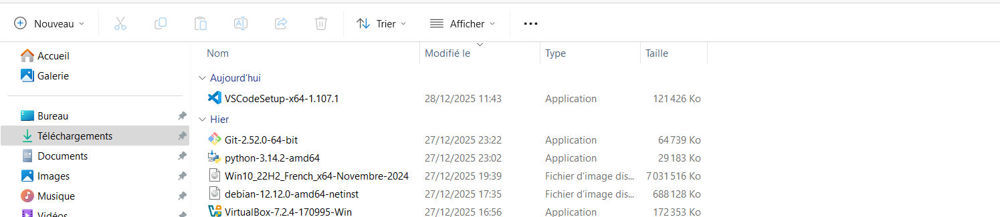 Nouveau Trier Afficher
Nom Modifié le Type Taille
Accueil
Galerie
Bureau
Téléchargements
Documents
Images
Musique
Vidéos
Aujourd'hui
VSCodeSetup-x64-1.107.1 28/12/2025 11:43 Application 121 426 Ko
Hier
Git-2.52.0-64-bit 27/12/2025 23:22 Application 64 739 Ko
python-3.14.2-amd64 27/12/2025 23:02 Application 29 183 Ko
Win10_22H2_French_x64-Novembre-2024 27/12/2025 19:39 Fichier d'image dis... 7 031 516 Ko
debian-12.12.0-amd64-netinst 27/12/2025 17:35 Fichier d'image dis... 688 128 Ko
VirtualBox-7.2.4-170995-Win 27/12/2025 16:56 Application 172 353 Ko